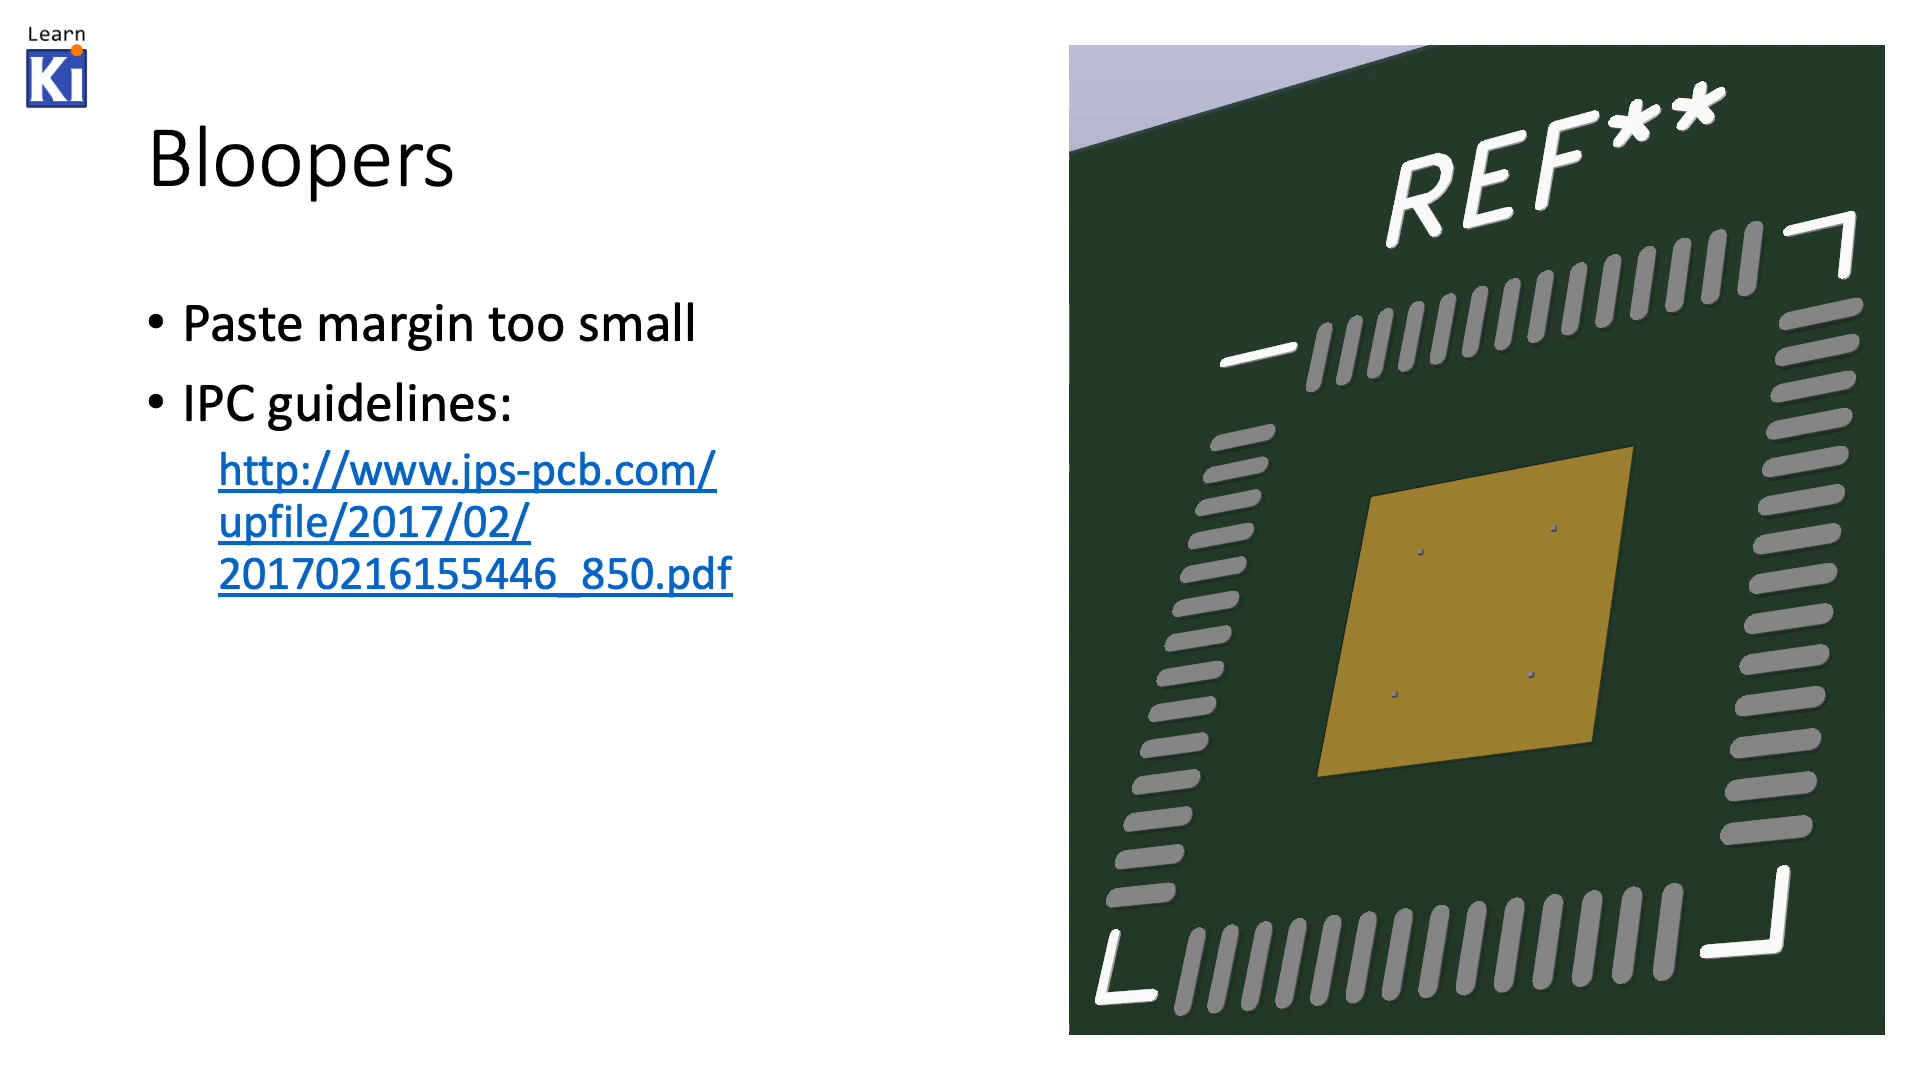 Learn
Ki
Bloopers
• Paste margin too small
• IPC guidelines:
http://www.jps-pcb.com/
upfile/2017/02/
20170216155446_850.pdf
REF**